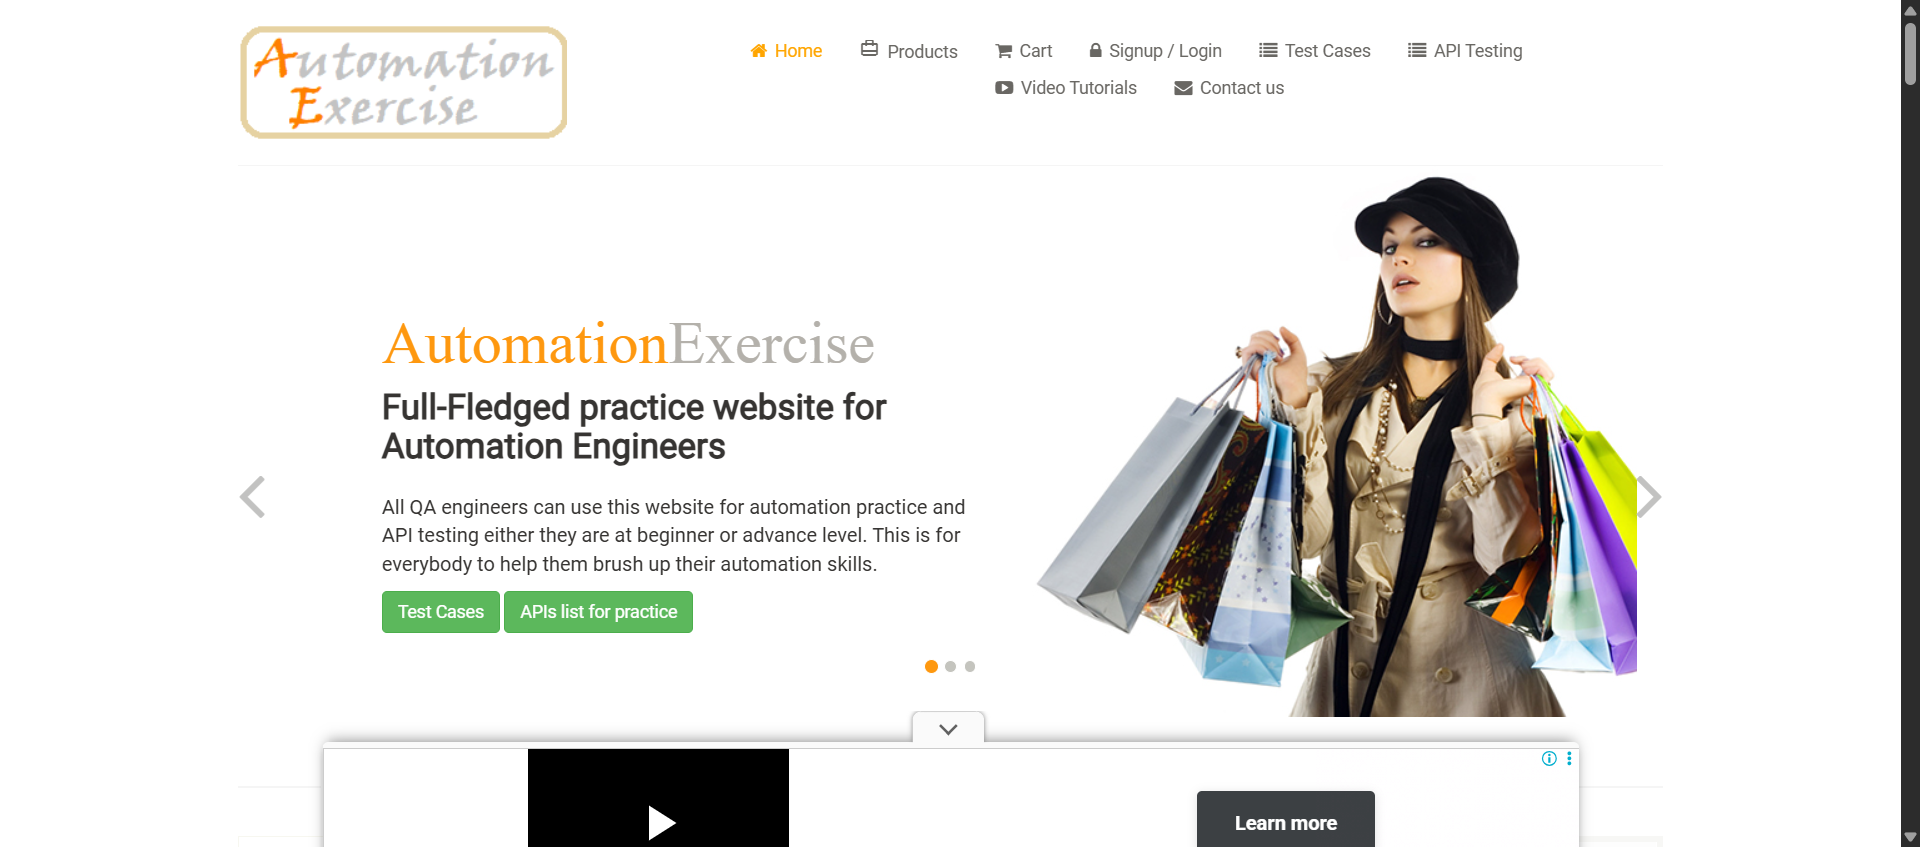 Automation
Exercise
Home Products Cart Signup / Login Test Cases API Testing
Video Tutorials Contact us
AutomationExercise
Full-Fledged practice website for
Automation Engineers
All QA engineers can use this website for automation practice and
API testing either they are at beginner or advance level. This is for
everybody to help them brush up their automation skills.
Test Cases APIs list for practice
Learn more